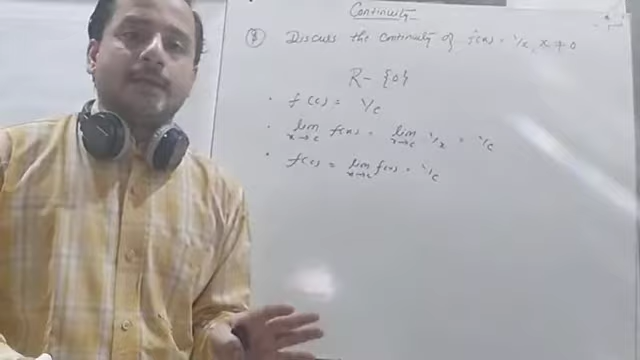 Continuity
Q Discuss the continuity of f(x) = 1/x, x ≠ 0
R - {0}
• f(c) = 1/c
• lim x→c f(x) = lim x→c 1/x = 1/c
• f(c) = lim x→c f(x) = 1/c